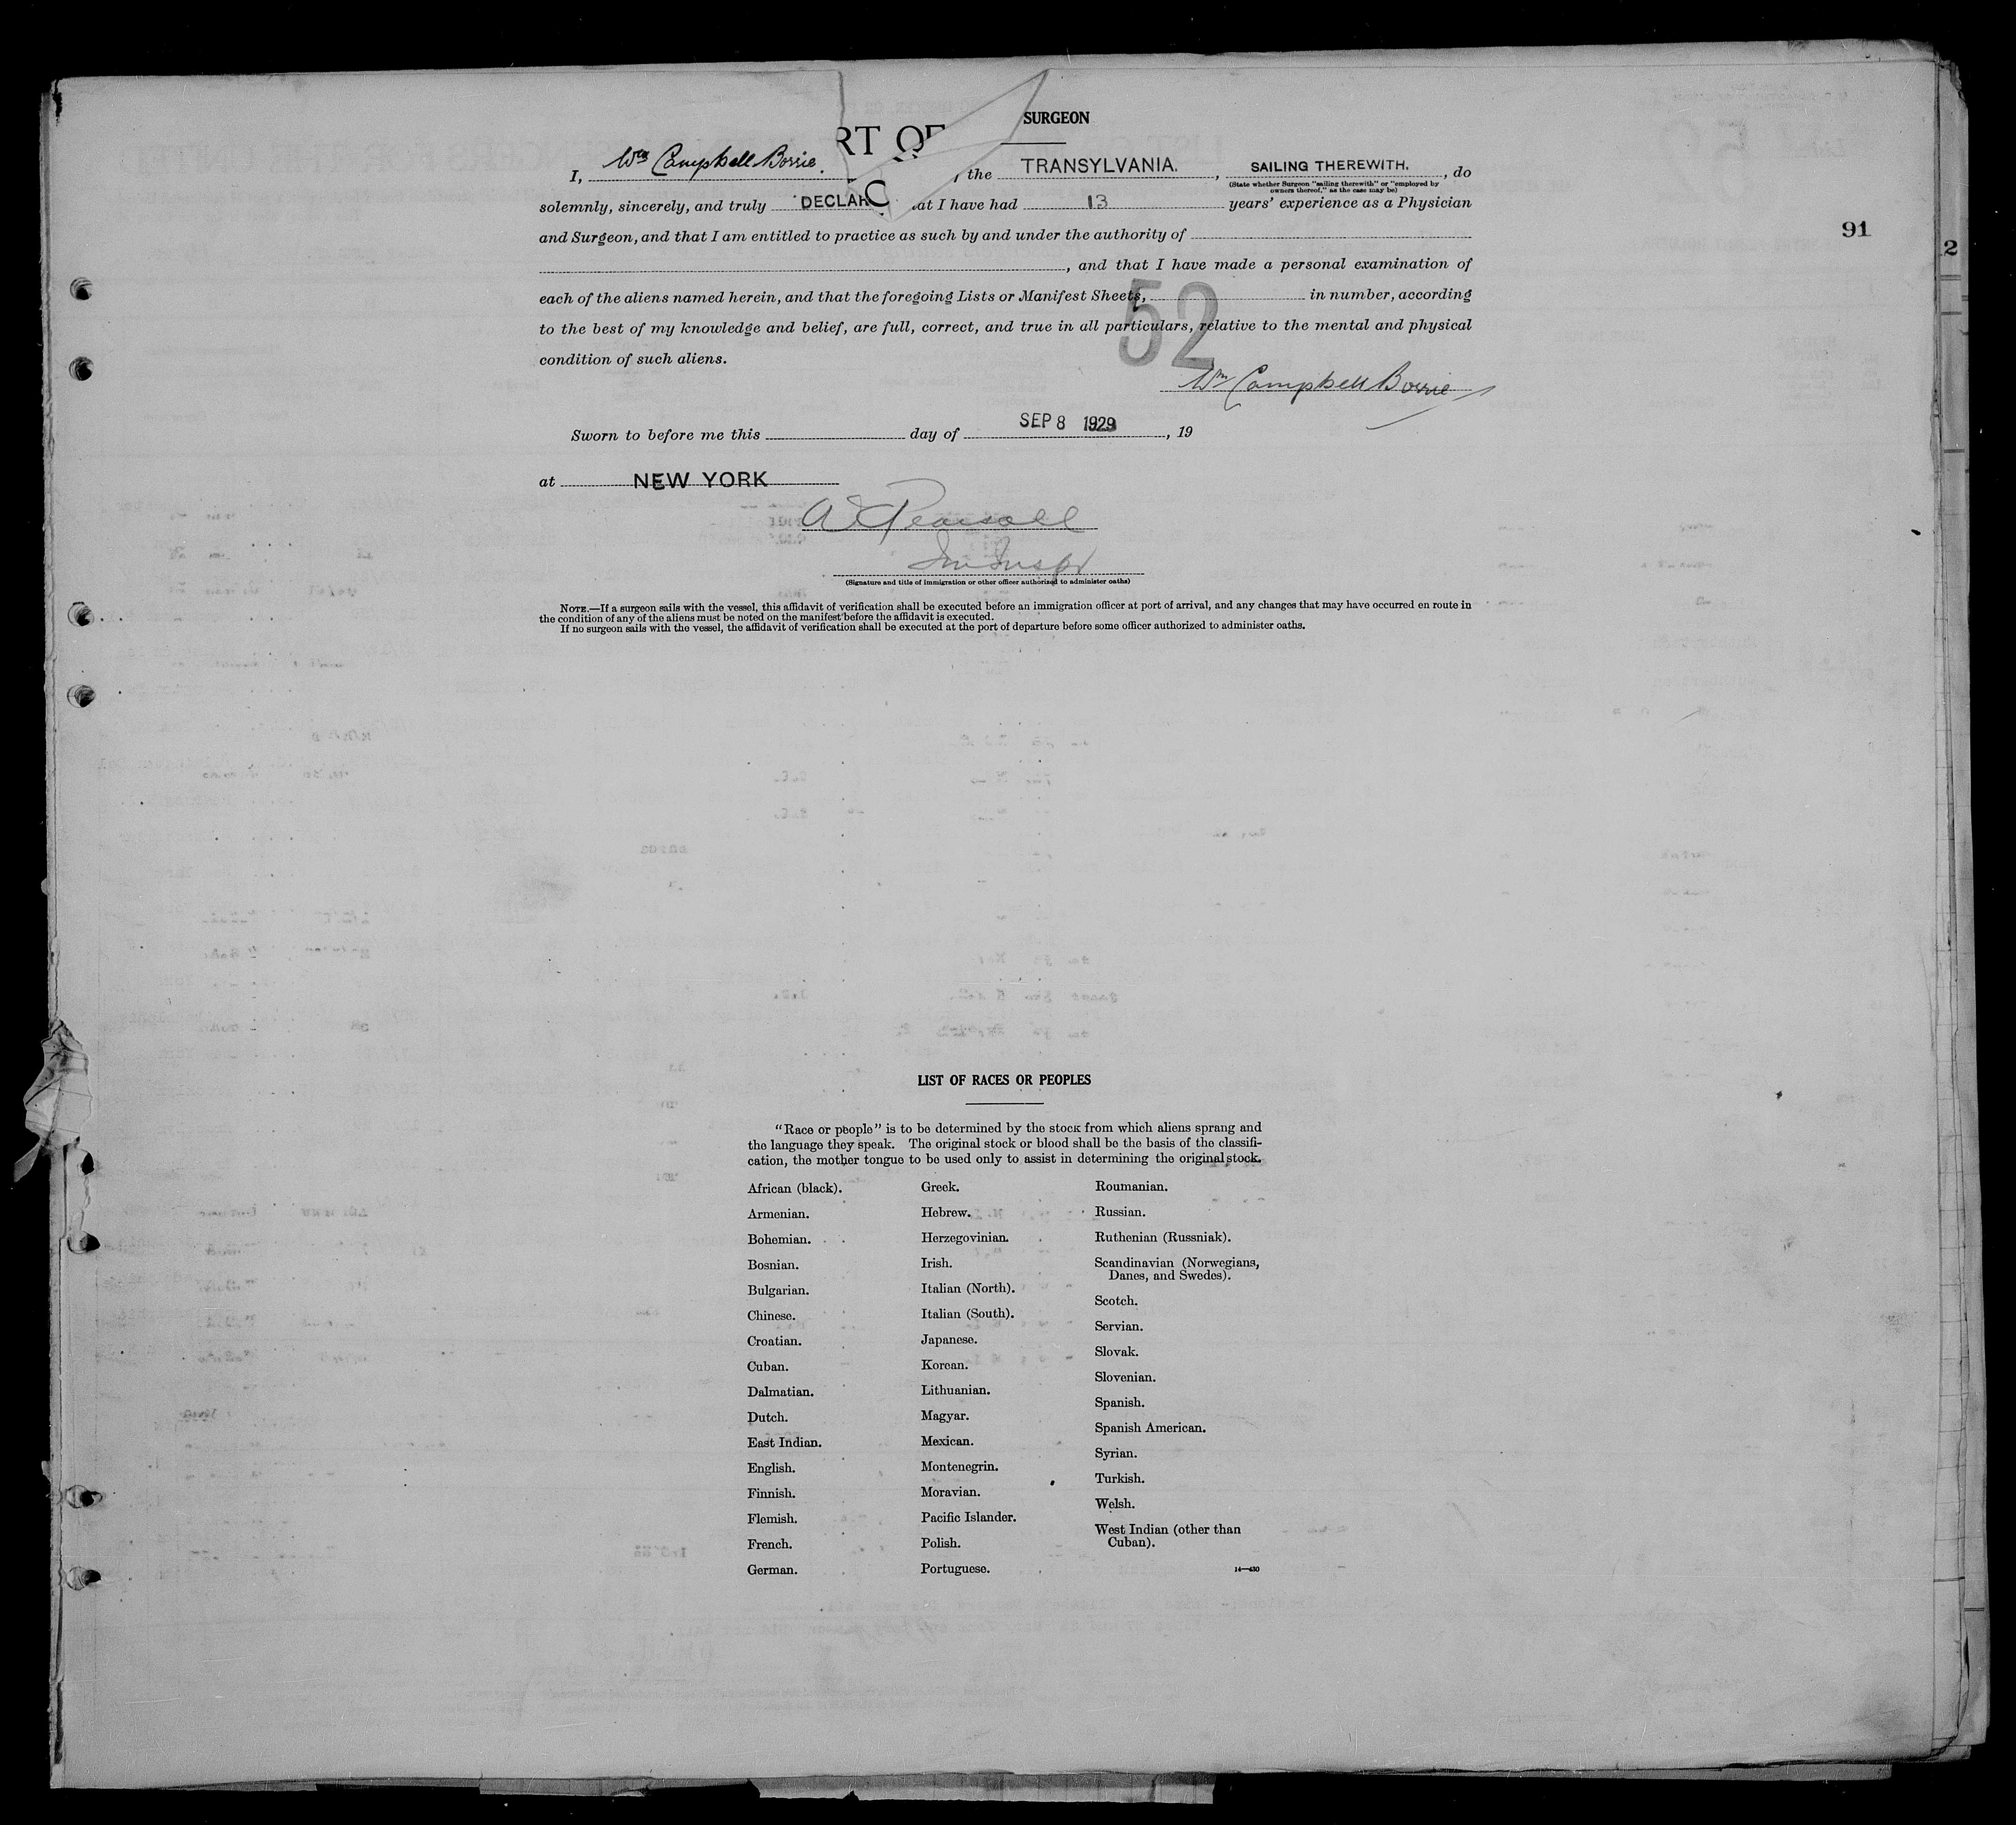 SURGEON
RT OF
I, Wm Campbell Borrie. , the TRANSYLVANIA. , SAILING THEREWITH. , do
(State whether Surgeon "sailing therewith" or "employed by
owners thereof," as the case may be)
solemnly, sincerely, and truly DECLAR C at I have had 13 years' experience as a Physician
and Surgeon, and that I am entitled to practice as such by and under the authority of
, and that I have made a personal examination of
each of the aliens named herein, and that the foregoing Lists or Manifest Sheets, in number, according
to the best of my knowledge and belief, are full, correct, and true in all particulars, relative to the mental and physical
condition of such aliens.
52
Wm Campbell Borrie
Sworn to before me this day of SEP 8 1929, 19
at NEW YORK
Pearsall
Im Inspr
(Signature and title of immigration or other officer authorized to administer oaths)
NOTE.—If a surgeon sails with the vessel, this affidavit of verification shall be executed before an immigration officer at port of arrival, and any changes that may have occurred en route in
the condition of any of the aliens must be noted on the manifest before the affidavit is executed.
If no surgeon sails with the vessel, the affidavit of verification shall be executed at the port of departure before some officer authorized to administer oaths.
91
2
LIST OF RACES OR PEOPLES
"Race or people" is to be determined by the stock from which aliens sprang and
the language they speak. The original stock or blood shall be the basis of the classifi-
cation, the mother tongue to be used only to assist in determining the original stock.
African (black).
Armenian.
Bohemian.
Bosnian.
Bulgarian.
Chinese.
Croatian.
Cuban.
Dalmatian.
Dutch.
East Indian.
English.
Finnish.
Flemish.
French.
German.
Greek.
Hebrew.
Herzegovinian.
Irish.
Italian (North).
Italian (South).
Japanese.
Korean.
Lithuanian.
Magyar.
Mexican.
Montenegrin.
Moravian.
Pacific Islander.
Polish.
Portuguese.
Roumanian.
Russian.
Ruthenian (Russniak).
Scandinavian (Norwegians,
Danes, and Swedes).
Scotch.
Servian.
Slovak.
Slovenian.
Spanish.
Spanish American.
Syrian.
Turkish.
Welsh.
West Indian (other than
Cuban).
14—430